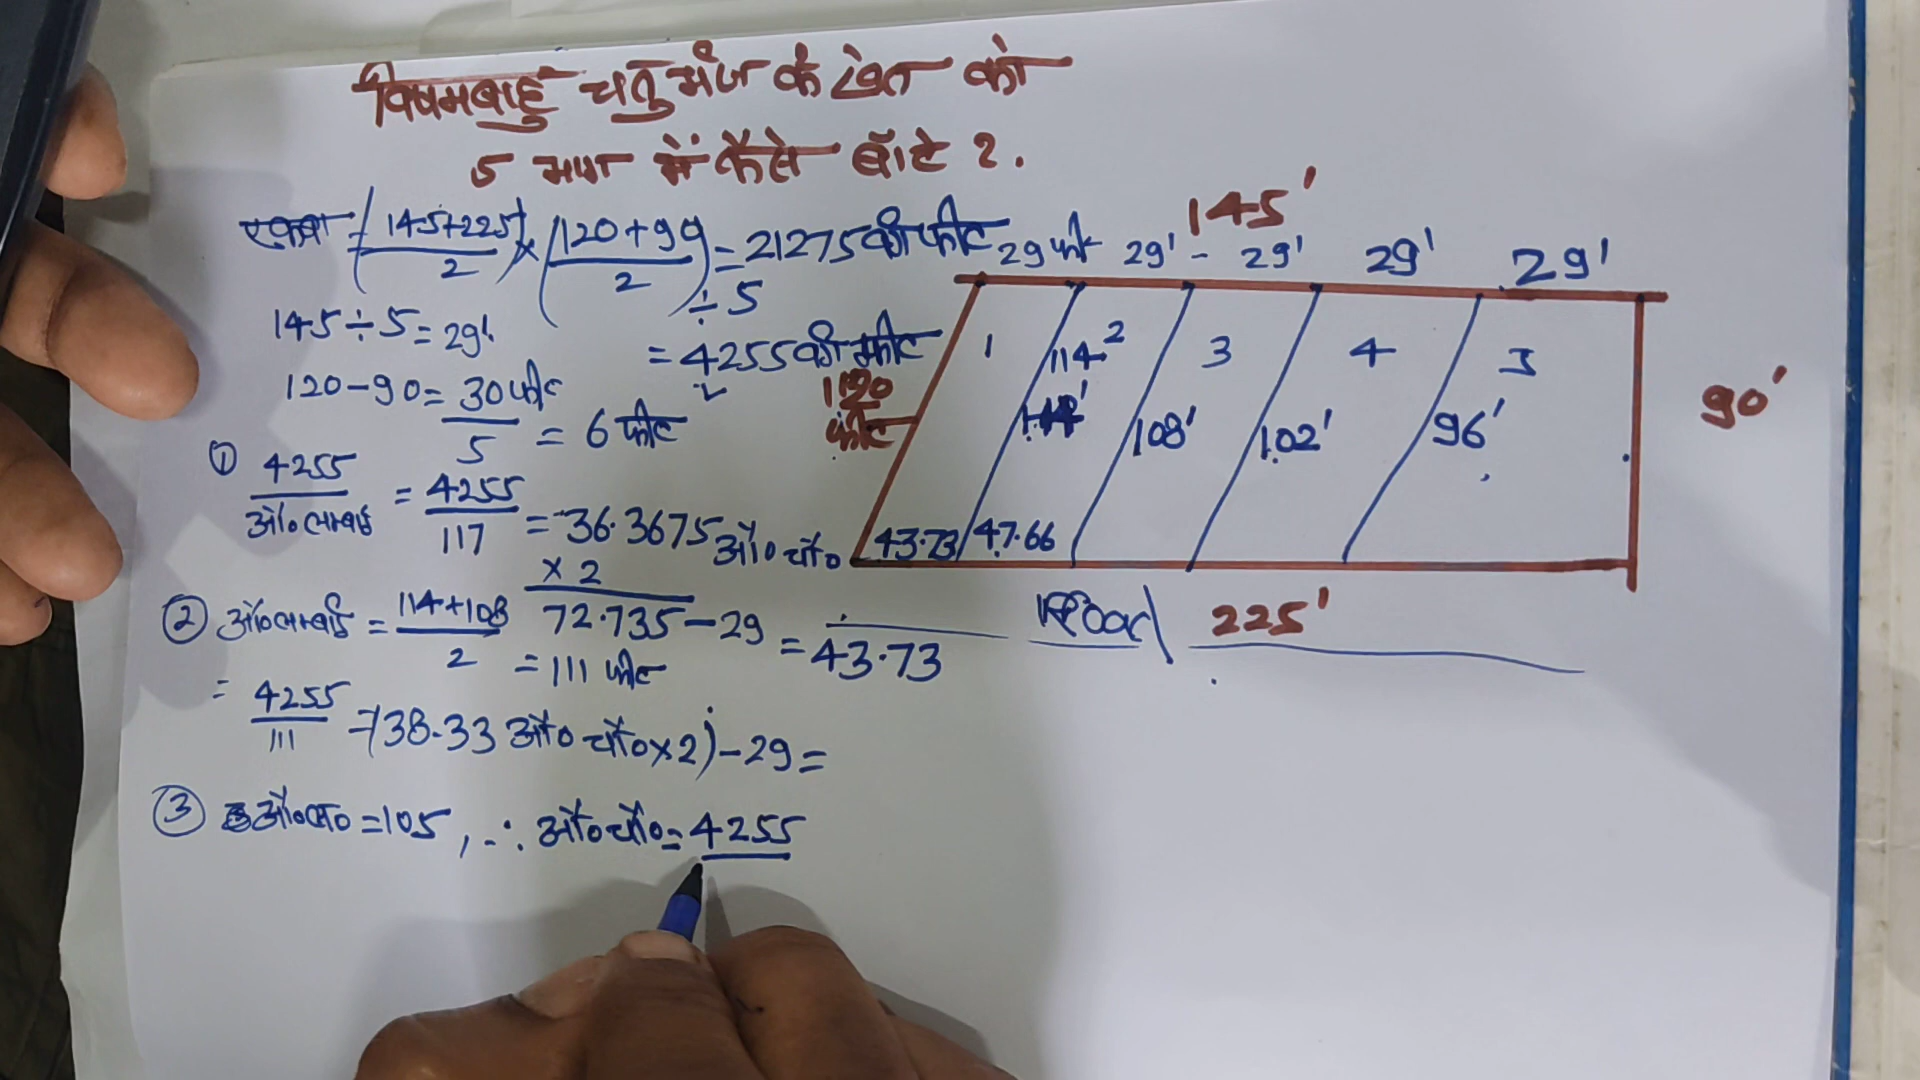 विषमबाहु चतुर्भुज के खेत को
5 भाग में कैसे बाँटे ?.
रकबा = (145+225/2) × (120+90/2) = 21275 वर्ग फीट
÷ 5
= 4255 वर्ग फीट
145÷5=29'
120-90= 30 फीट/5 = 6 फीट
① 4255/औ० लम्बाई = 4255/117 = 36.3675 औ० चौ०
× 2
72.735 - 29 = 43.73
② औ० लम्बाई = 114+108/2 = 111 फीट
= 4255/111 = (38.33 औ० चौ० × 2) - 29 =
③ औ० ल० = 105, ∴ औ० चौ० = 4255
145'
29 फीट 29' - 29' 29' 29'
1 2 3 4 5
120 फीट
114' 108' 102' 96'
90'
43.73 47.66
225'